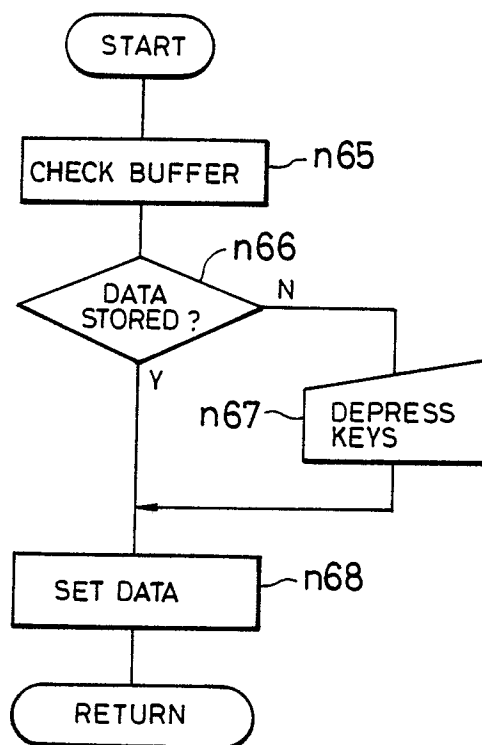 START
CHECK BUFFER
n65
n66
DATA
STORED ?
N
Y
n67
DEPRESS
KEYS
SET DATA
n68
RETURN